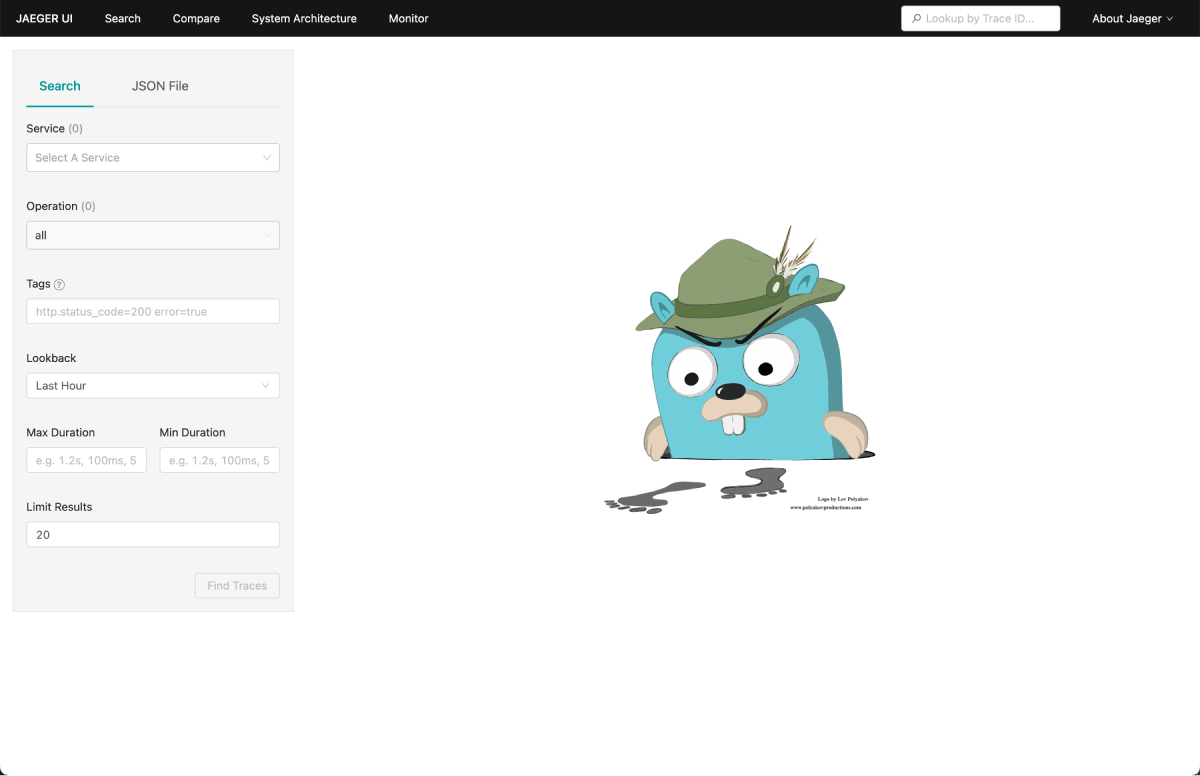 JAEGER UI Search Compare System Architecture Monitor Lookup by Trace ID... About Jaeger
Search JSON File
Service (0)
Select A Service
Operation (0)
all
Tags ?
http.status_code=200 error=true
Lookback
Last Hour
Max Duration Min Duration
e.g. 1.2s, 100ms, 5 e.g. 1.2s, 100ms, 5
Limit Results
20
Find Traces
Logo by Lev Polyakov
www.polyakovproductions.com